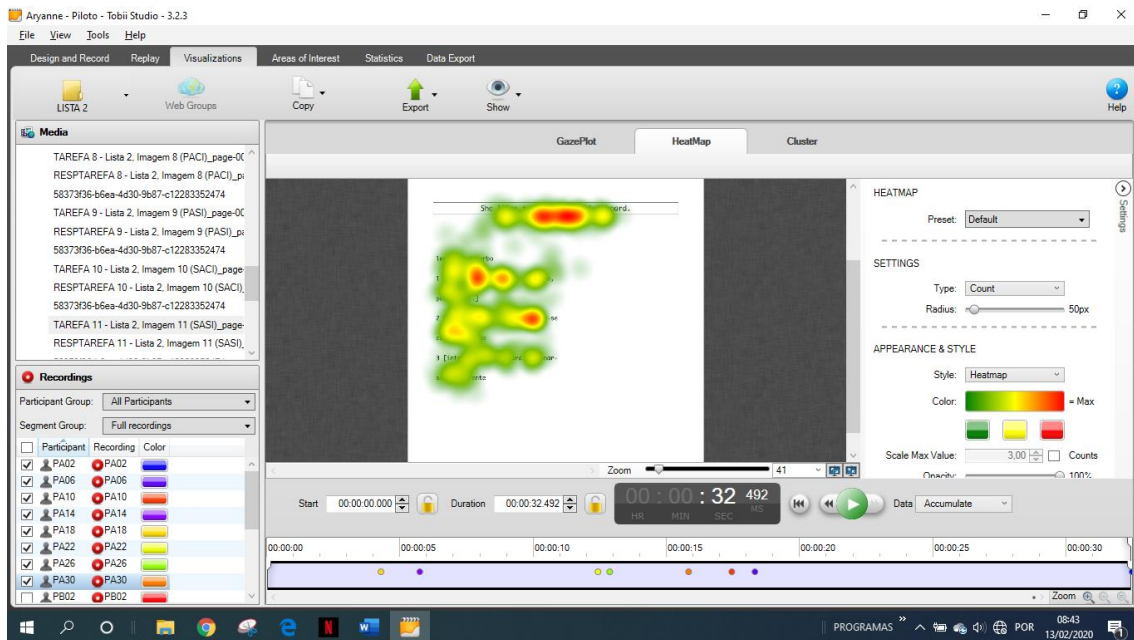 Aryanne - Piloto - Tobii Studio - 3.2.3
File View Tools Help
Design and Record Replay Visualizations Areas of Interest Statistics Data Export
LISTA 2 Web Groups Copy Export Show Help
Media
TAREFA 8 - Lista 2, Imagem 8 (PACI)_page-00
RESPTAREFA 8 - Lista 2, Imagem 8 (PACI)_pa
58373f36-b6ea-4d30-9b87-c12283352474
TAREFA 9 - Lista 2, Imagem 9 (PASI)_page-00
RESPTAREFA 9 - Lista 2, Imagem 9 (PASI)_pa
58373f36-b6ea-4d30-9b87-c12283352474
TAREFA 10 - Lista 2, Imagem 10 (SACI)_page-
RESPTAREFA 10 - Lista 2, Imagem 10 (SACI)_
58373f36-b6ea-4d30-9b87-c12283352474
TAREFA 11 - Lista 2, Imagem 11 (SASI)_page-
RESPTAREFA 11 - Lista 2, Imagem 11 (SASI)_
Recordings
Participant Group: All Participants
Segment Group: Full recordings
Participant Recording Color
PA02 PA02
PA06 PA06
PA10 PA10
PA14 PA14
PA18 PA18
PA22 PA22
PA26 PA26
PA30 PA30
PB02 PB02
GazePlot HeatMap Cluster
She
1
2 -se
3
HEATMAP
Preset: Default
SETTINGS
Type: Count
Radius: 50px
APPEARANCE & STYLE
Style: Heatmap
Color: = Max
Scale Max Value: 3,00 Counts
Opacity: 100%
Settings
Zoom 41
Start 00:00:00.000 Duration 00:00:32.492 00 : 00 : 32 492 Data Accumulate
HR MIN SEC MS
00:00:00 00:00:05 00:00:10 00:00:15 00:00:20 00:00:25 00:00:30
Zoom
PROGRAMAS POR 08:43
13/02/2020